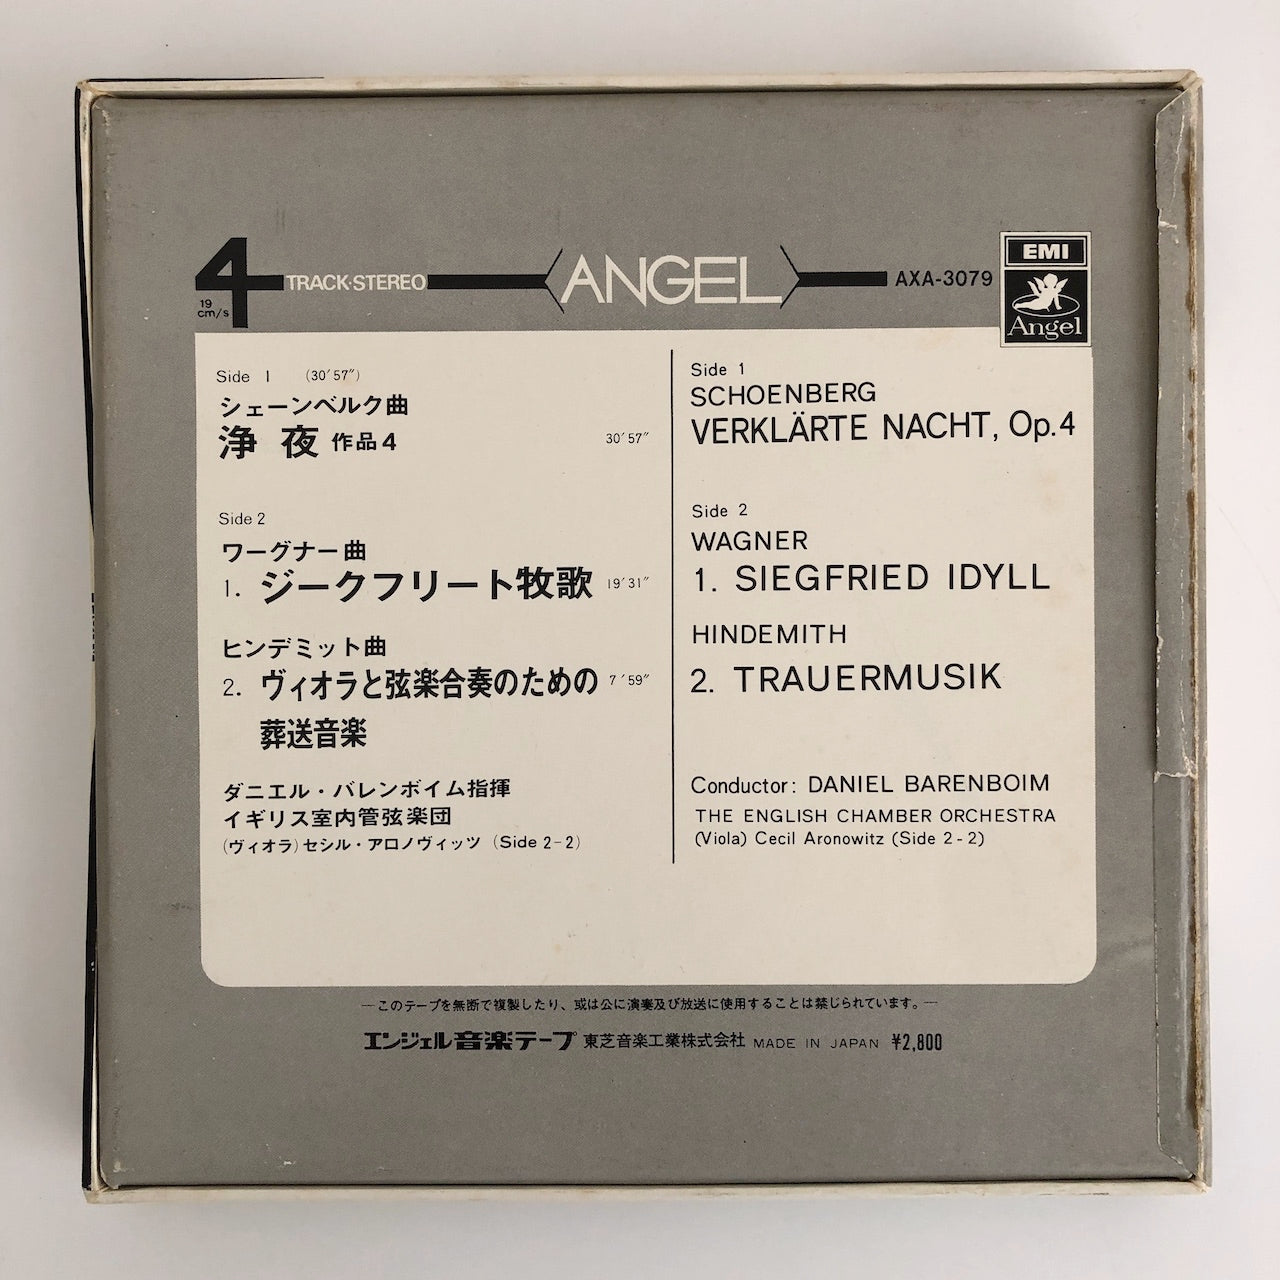 4 TRACK·STEREO
19
cm/s
ANGEL
AXA-3079
EMI
Angel
Side 1 (30′57″)
シェーンベルク曲
浄 夜 作品4 30′57″
Side 2
ワーグナー曲
1. ジークフリート牧歌 19′31″
ヒンデミット曲
2. ヴィオラと弦楽合奏のための 7′59″
葬送音楽
ダニエル・バレンボイム指揮
イギリス室内管弦楽団
(ヴィオラ) セシル・アロノヴィッツ (Side 2-2)
Side 1
SCHOENBERG
VERKLÄRTE NACHT, Op.4
Side 2
WAGNER
1. SIEGFRIED IDYLL
HINDEMITH
2. TRAUERMUSIK
Conductor: DANIEL BARENBOIM
THE ENGLISH CHAMBER ORCHESTRA
(Viola) Cecil Aronowitz (Side 2-2)
—このテープを無断で複製したり、或は公に演奏及び放送に使用することは禁じられています。—
エンジェル音楽テープ 東芝音楽工業株式会社 MADE IN JAPAN ¥2,800